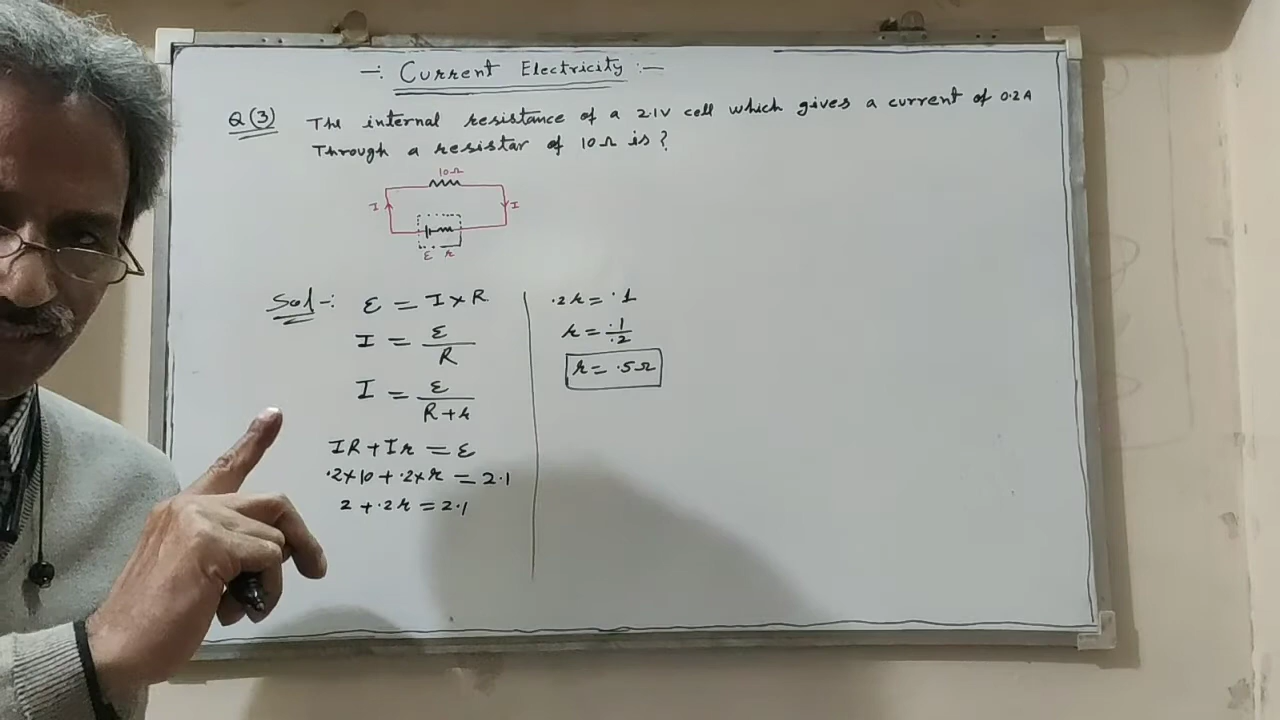 -: Current Electricity :-
Q(3) The internal resistance of a 2.1V cell which gives a current of 0.2A
Through a resistar of 10Ω is?
10Ω
I
I
ε r
Sol-: ε = I×R
I = ε/R
I = ε/(R+r)
IR+Ir = ε
.2×10+.2×r = 2.1
2+.2r = 2.1
.2r = .1
r = .1/.2
r = .5Ω